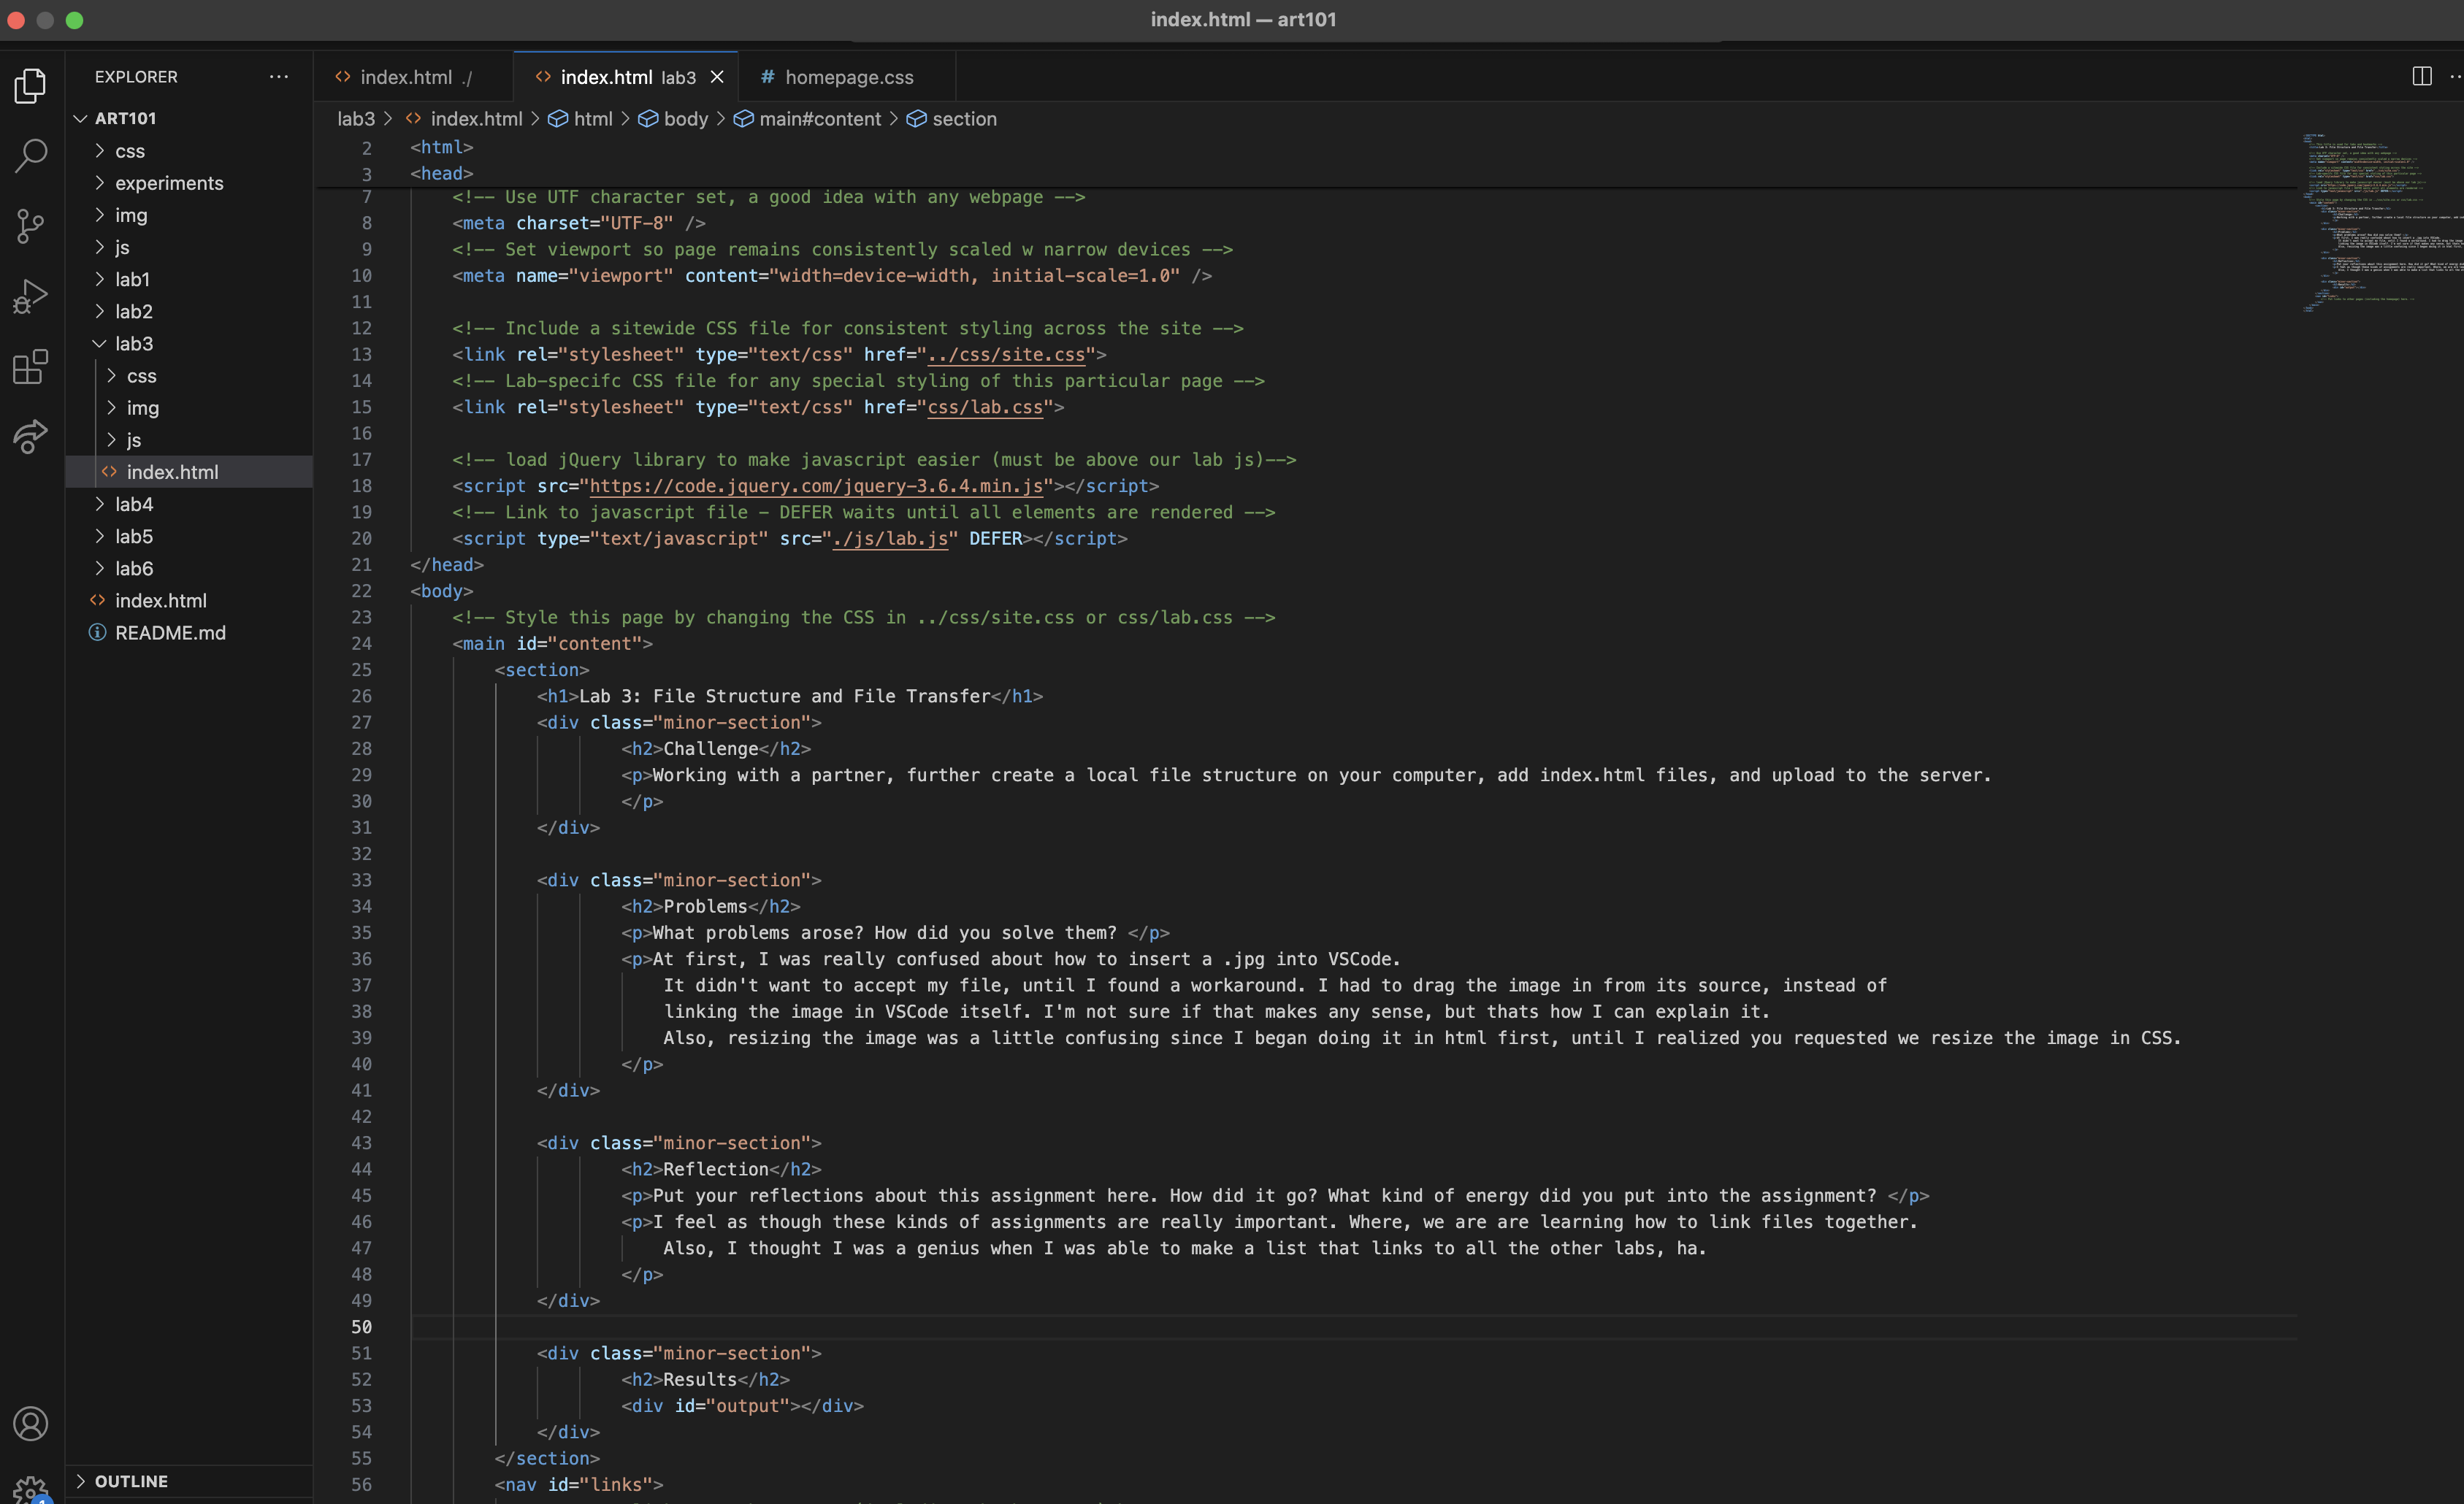 index.html — art101
EXPLORER
ART101
css
experiments
img
js
lab1
lab2
lab3
css
img
js
index.html
lab4
lab5
lab6
index.html
README.md
OUTLINE
index.html ./
index.html lab3
# homepage.css
lab3 > index.html > html > body > main#content > section
2 <html>
3 <head>
7 <!-- Use UTF character set, a good idea with any webpage -->
8 <meta charset="UTF-8" />
9 <!-- Set viewport so page remains consistently scaled w narrow devices -->
10 <meta name="viewport" content="width=device-width, initial-scale=1.0" />
11
12 <!-- Include a sitewide CSS file for consistent styling across the site -->
13 <link rel="stylesheet" type="text/css" href="../css/site.css">
14 <!-- Lab-specifc CSS file for any special styling of this particular page -->
15 <link rel="stylesheet" type="text/css" href="css/lab.css">
16
17 <!-- load jQuery library to make javascript easier (must be above our lab js)-->
18 <script src="https://code.jquery.com/jquery-3.6.4.min.js"></script>
19 <!-- Link to javascript file - DEFER waits until all elements are rendered -->
20 <script type="text/javascript" src="./js/lab.js" DEFER></script>
21 </head>
22 <body>
23 <!-- Style this page by changing the CSS in ../css/site.css or css/lab.css -->
24 <main id="content">
25 <section>
26 <h1>Lab 3: File Structure and File Transfer</h1>
27 <div class="minor-section">
28 <h2>Challenge</h2>
29 <p>Working with a partner, further create a local file structure on your computer, add index.html files, and upload to the server.
30 </p>
31 </div>
32
33 <div class="minor-section">
34 <h2>Problems</h2>
35 <p>What problems arose? How did you solve them? </p>
36 <p>At first, I was really confused about how to insert a .jpg into VSCode.
37 It didn't want to accept my file, until I found a workaround. I had to drag the image in from its source, instead of
38 linking the image in VSCode itself. I'm not sure if that makes any sense, but thats how I can explain it.
39 Also, resizing the image was a little confusing since I began doing it in html first, until I realized you requested we resize the image in CSS.
40 </p>
41 </div>
42
43 <div class="minor-section">
44 <h2>Reflection</h2>
45 <p>Put your reflections about this assignment here. How did it go? What kind of energy did you put into the assignment? </p>
46 <p>I feel as though these kinds of assignments are really important. Where, we are are learning how to link files together.
47 Also, I thought I was a genius when I was able to make a list that links to all the other labs, ha.
48 </p>
49 </div>
50
51 <div class="minor-section">
52 <h2>Results</h2>
53 <div id="output"></div>
54 </div>
55 </section>
56 <nav id="links">